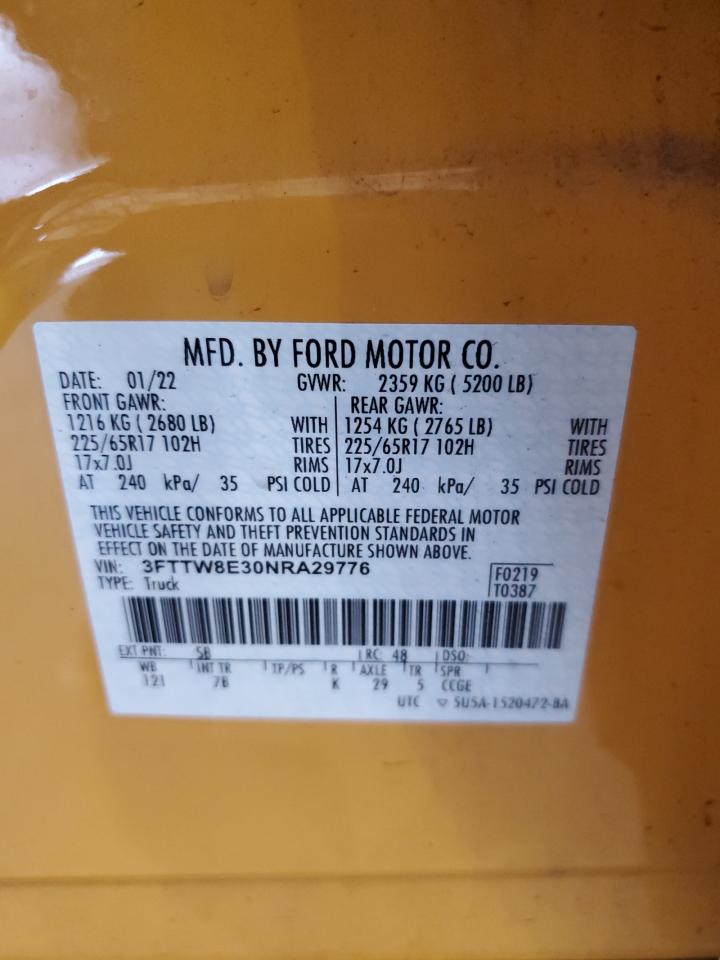 MFD. BY FORD MOTOR CO.
DATE: 01/22 GVWR: 2359 KG ( 5200 LB)
FRONT GAWR: REAR GAWR:
1216 KG ( 2680 LB) WITH 1254 KG ( 2765 LB) WITH
225/65R17 102H TIRES 225/65R17 102H TIRES
17x7.0J RIMS 17x7.0J RIMS
AT 240 kPa/ 35 PSI COLD AT 240 kPa/ 35 PSI COLD
THIS VEHICLE CONFORMS TO ALL APPLICABLE FEDERAL MOTOR
VEHICLE SAFETY AND THEFT PREVENTION STANDARDS IN
EFFECT ON THE DATE OF MANUFACTURE SHOWN ABOVE.
VIN: 3FTTW8E30NRA29776 F0219
TYPE: Truck T0387
EXT PNT: SB RC: 48 DSO:
WB INT TR TP/PS R AXLE TR SPR
121 7B K 29 5 CCGE
UTC ▽ 5U5A-1520472-BA